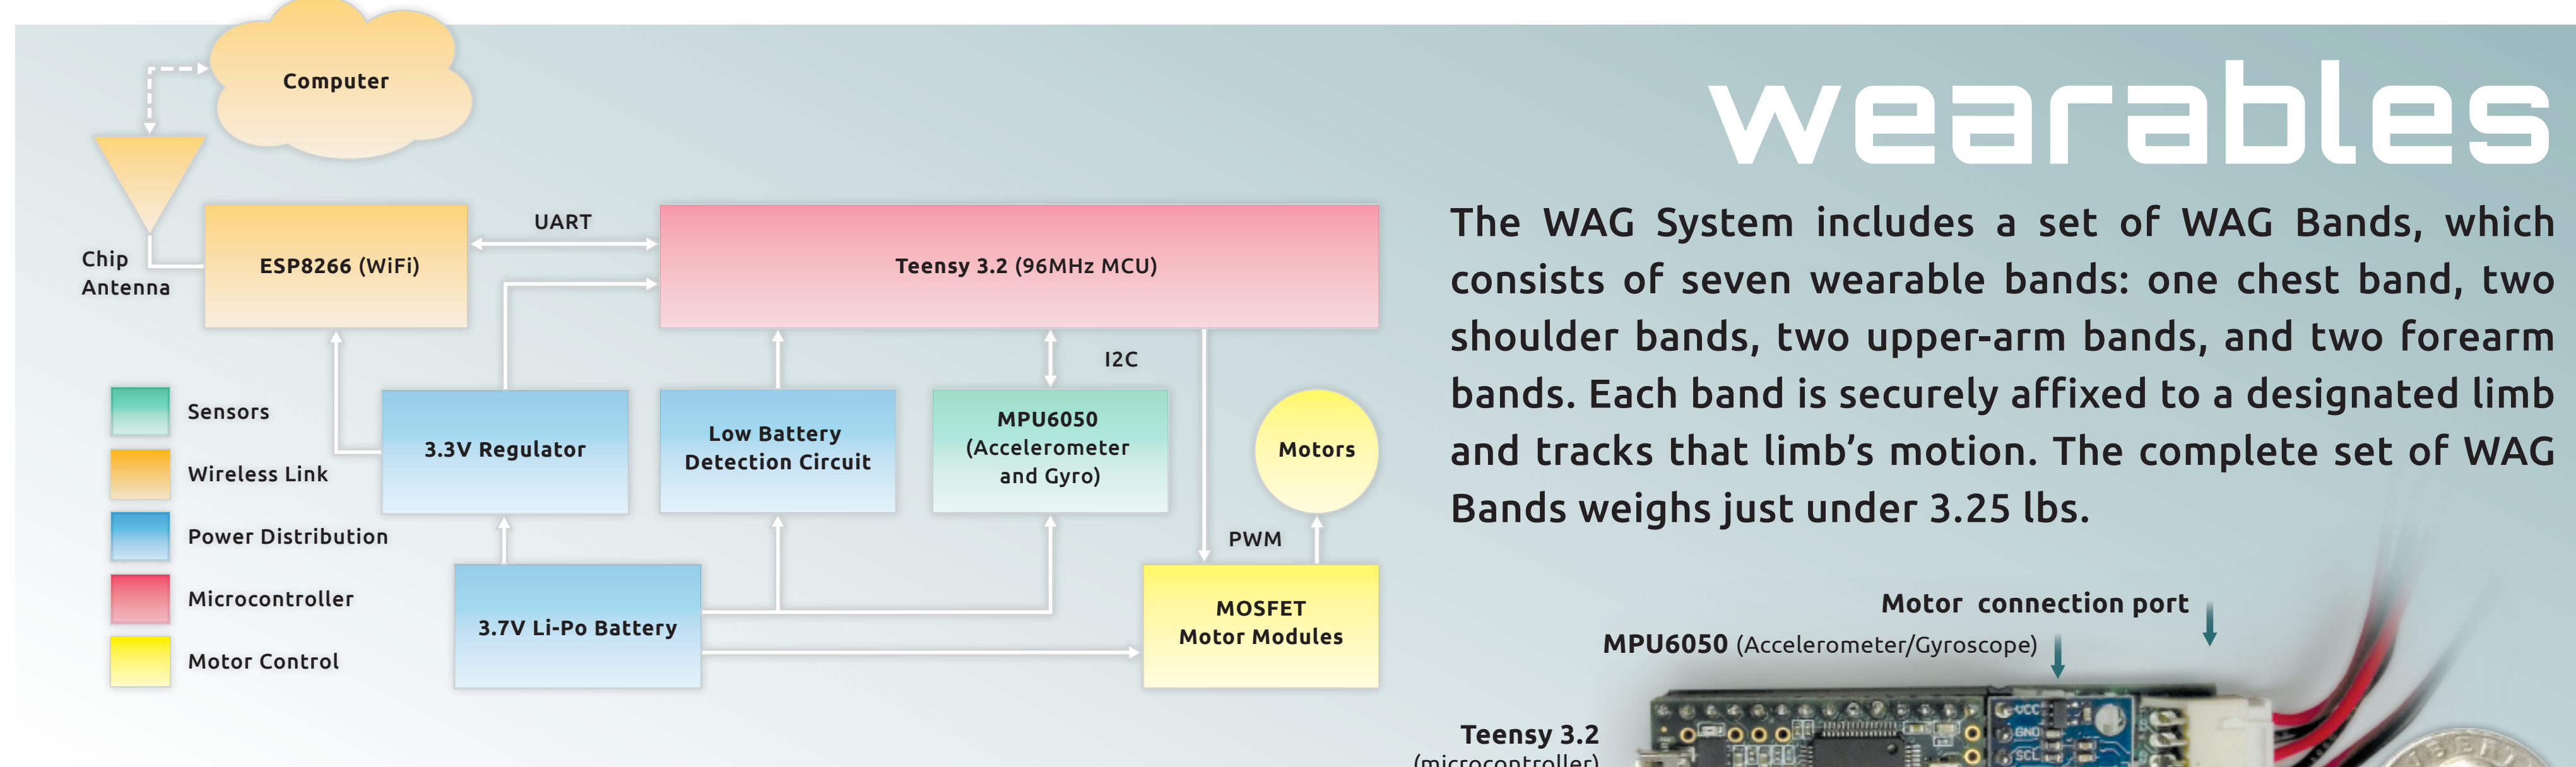 Computer
Chip
Antenna
ESP8266 (WiFi)
UART
Teensy 3.2 (96MHz MCU)
I2C
Sensors
Wireless Link
Power Distribution
Microcontroller
Motor Control
3.3V Regulator
Low Battery
Detection Circuit
MPU6050
(Accelerometer
and Gyro)
Motors
PWM
3.7V Li-Po Battery
MOSFET
Motor Modules
wearables
The WAG System includes a set of WAG Bands, which
consists of seven wearable bands: one chest band, two
shoulder bands, two upper-arm bands, and two forearm
bands. Each band is securely affixed to a designated limb
and tracks that limb’s motion. The complete set of WAG
Bands weighs just under 3.25 lbs.
Motor connection port
MPU6050 (Accelerometer/Gyroscope)
Teensy 3.2
(microcontroller)
VCC
GND
SCL